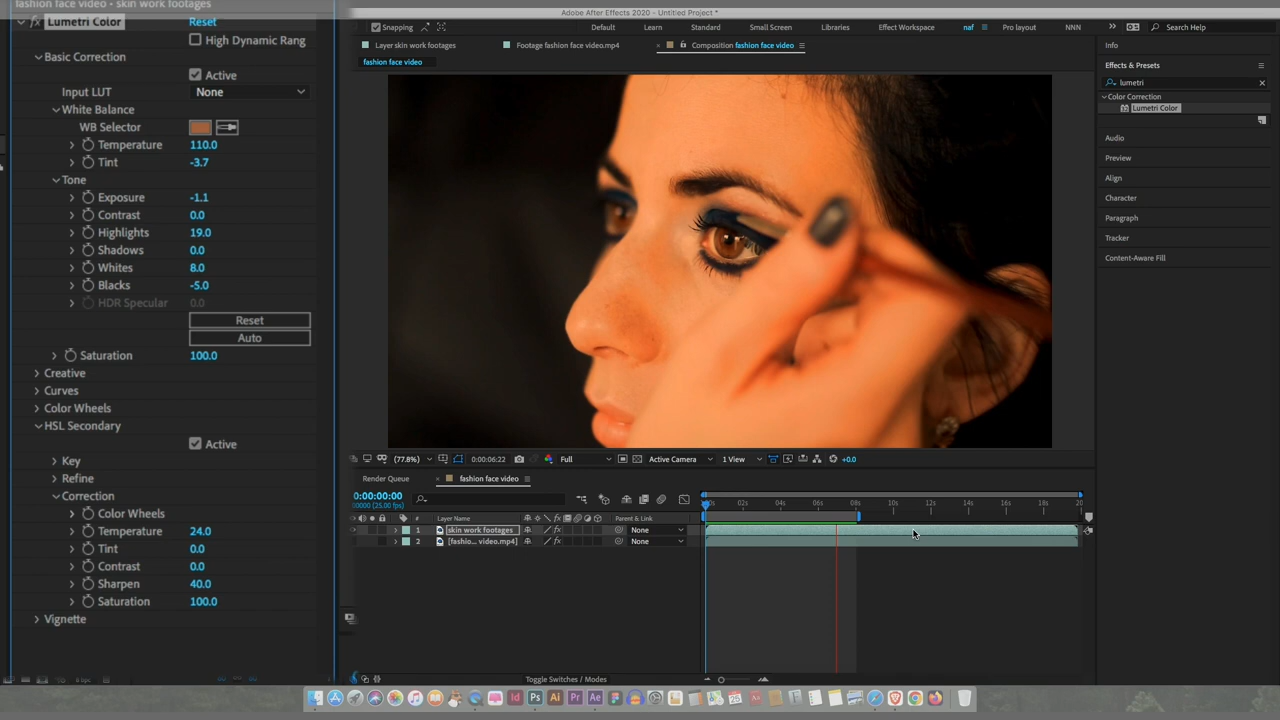 fashion face video • skin work footages
Adobe After Effects 2020 - Untitled Project *
fx Lumetri Color Reset
High Dynamic Rang
Basic Correction
Active
Input LUT None
White Balance
WB Selector
Temperature 110.0
Tint -3.7
Tone
Exposure -1.1
Contrast 0.0
Highlights 19.0
Shadows 0.0
Whites 8.0
Blacks -5.0
HDR Specular 0.0
Reset
Auto
Saturation 100.0
Creative
Curves
Color Wheels
HSL Secondary
Active
Key
Refine
Correction
Color Wheels
Temperature 24.0
Tint 0.0
Contrast 0.0
Sharpen 40.0
Saturation 100.0
Vignette
Snapping
Default Learn Standard Small Screen Libraries Effect Workspace naf Pro layout NNN Search Help
Layer skin work footages Footage fashion face video.mp4 Composition fashion face video
fashion face video
Info
Effects & Presets
lumetri
Color Correction
Lumetri Color
Audio
Preview
Align
Character
Paragraph
Tracker
Content-Aware Fill
(77.8%) 0:00:06:22 Full Active Camera 1 View +0.0
Render Queue fashion face video
0:00:00:00
00000 (25.00 fps)
02s 04s 06s 08s 10s 12s 14s 16s 18s
# Layer Name Parent & Link
1 skin work footages None
2 [fashio... video.mp4] None
Toggle Switches / Modes
Id Ps Ai Pr Ae